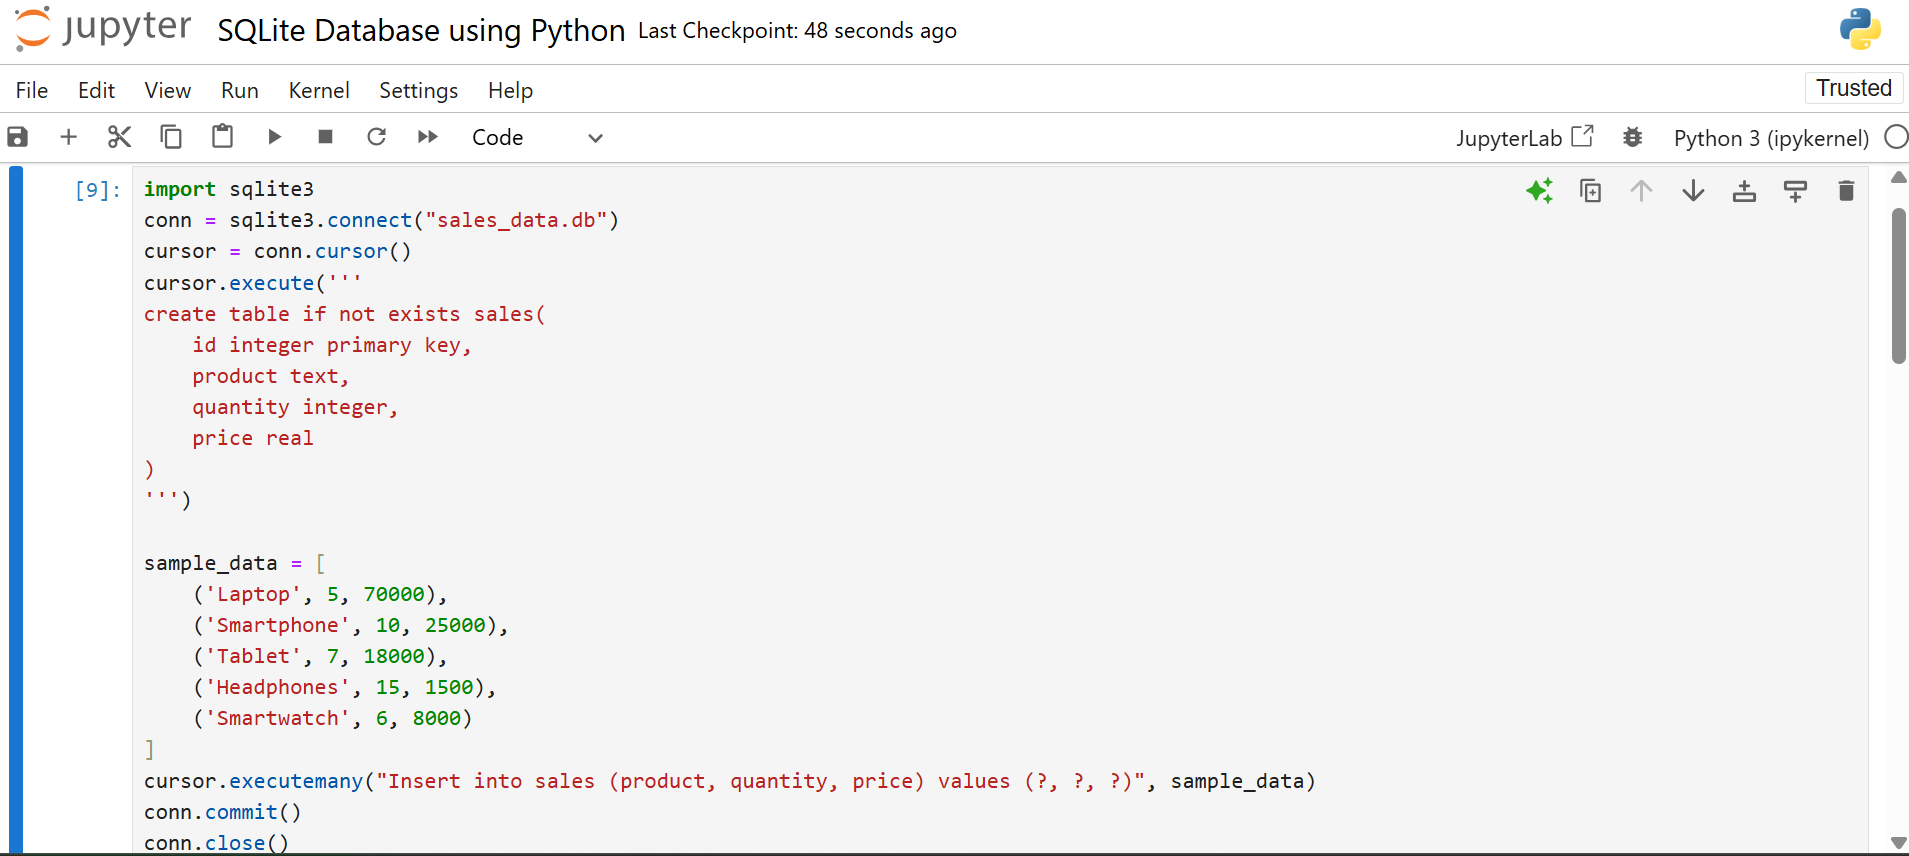 jupyter SQLite Database using Python Last Checkpoint: 48 seconds ago
File Edit View Run Kernel Settings Help Trusted
Code JupyterLab Python 3 (ipykernel)
[9]: import sqlite3
conn = sqlite3.connect("sales_data.db")
cursor = conn.cursor()
cursor.execute('''
create table if not exists sales(
    id integer primary key,
    product text,
    quantity integer,
    price real
)
''')
sample_data = [
    ('Laptop', 5, 70000),
    ('Smartphone', 10, 25000),
    ('Tablet', 7, 18000),
    ('Headphones', 15, 1500),
    ('Smartwatch', 6, 8000)
]
cursor.executemany("Insert into sales (product, quantity, price) values (?, ?, ?)", sample_data)
conn.commit()
conn.close()